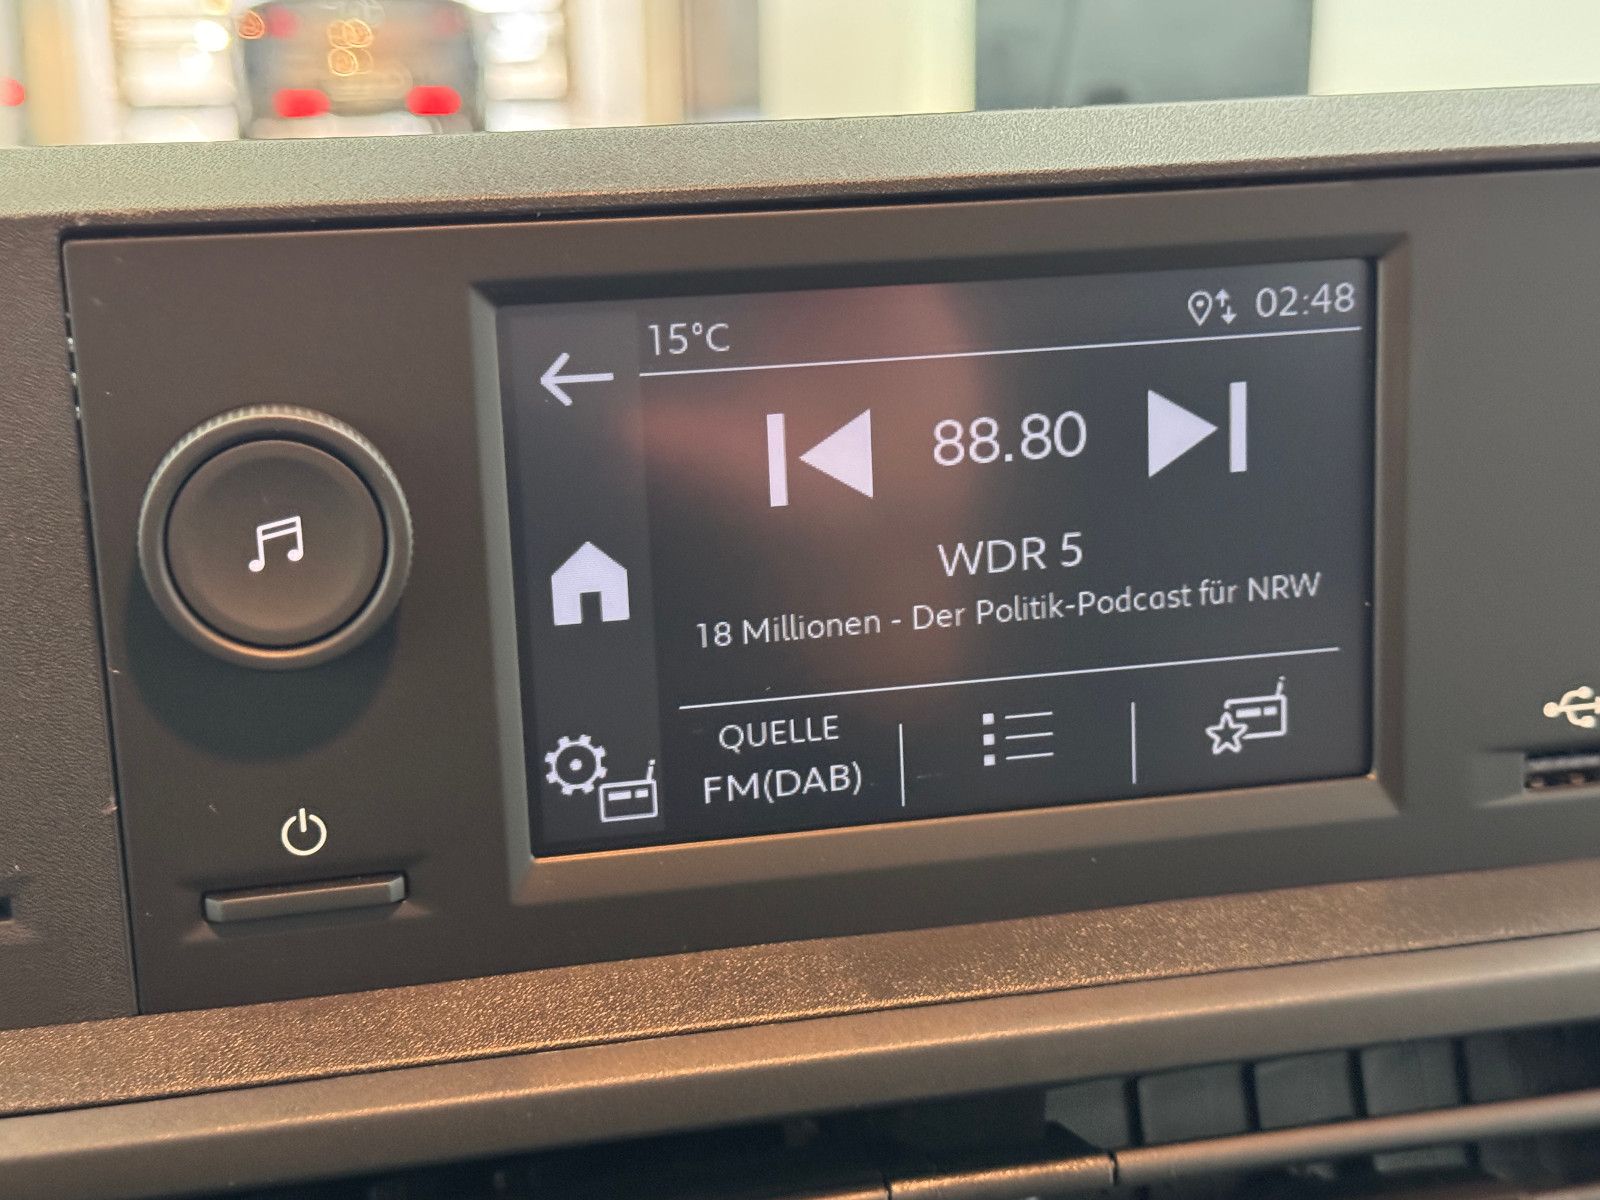 15°C
02:48
88.80
WDR 5
18 Millionen - Der Politik-Podcast für NRW
QUELLE
FM(DAB)